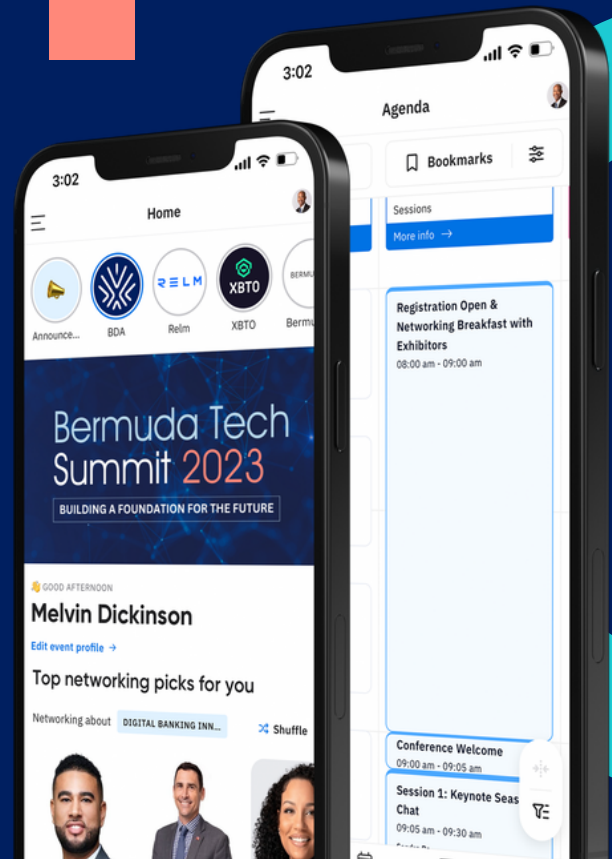 3:02
Home
Announce...
BDA
RELM
Relm
XBTO
XBTO
BERMU
Bermu
Bermuda Tech
Summit 2023
BUILDING A FOUNDATION FOR THE FUTURE
GOOD AFTERNOON
Melvin Dickinson
Edit event profile →
Top networking picks for you
Networking about
DIGITAL BANKING INN...
Shuffle
3:02
Agenda
Bookmarks
Sessions
More info →
Registration Open &
Networking Breakfast with
Exhibitors
08:00 am - 09:00 am
Conference Welcome
09:00 am - 09:05 am
Session 1: Keynote Seas
Chat
09:05 am - 09:30 am